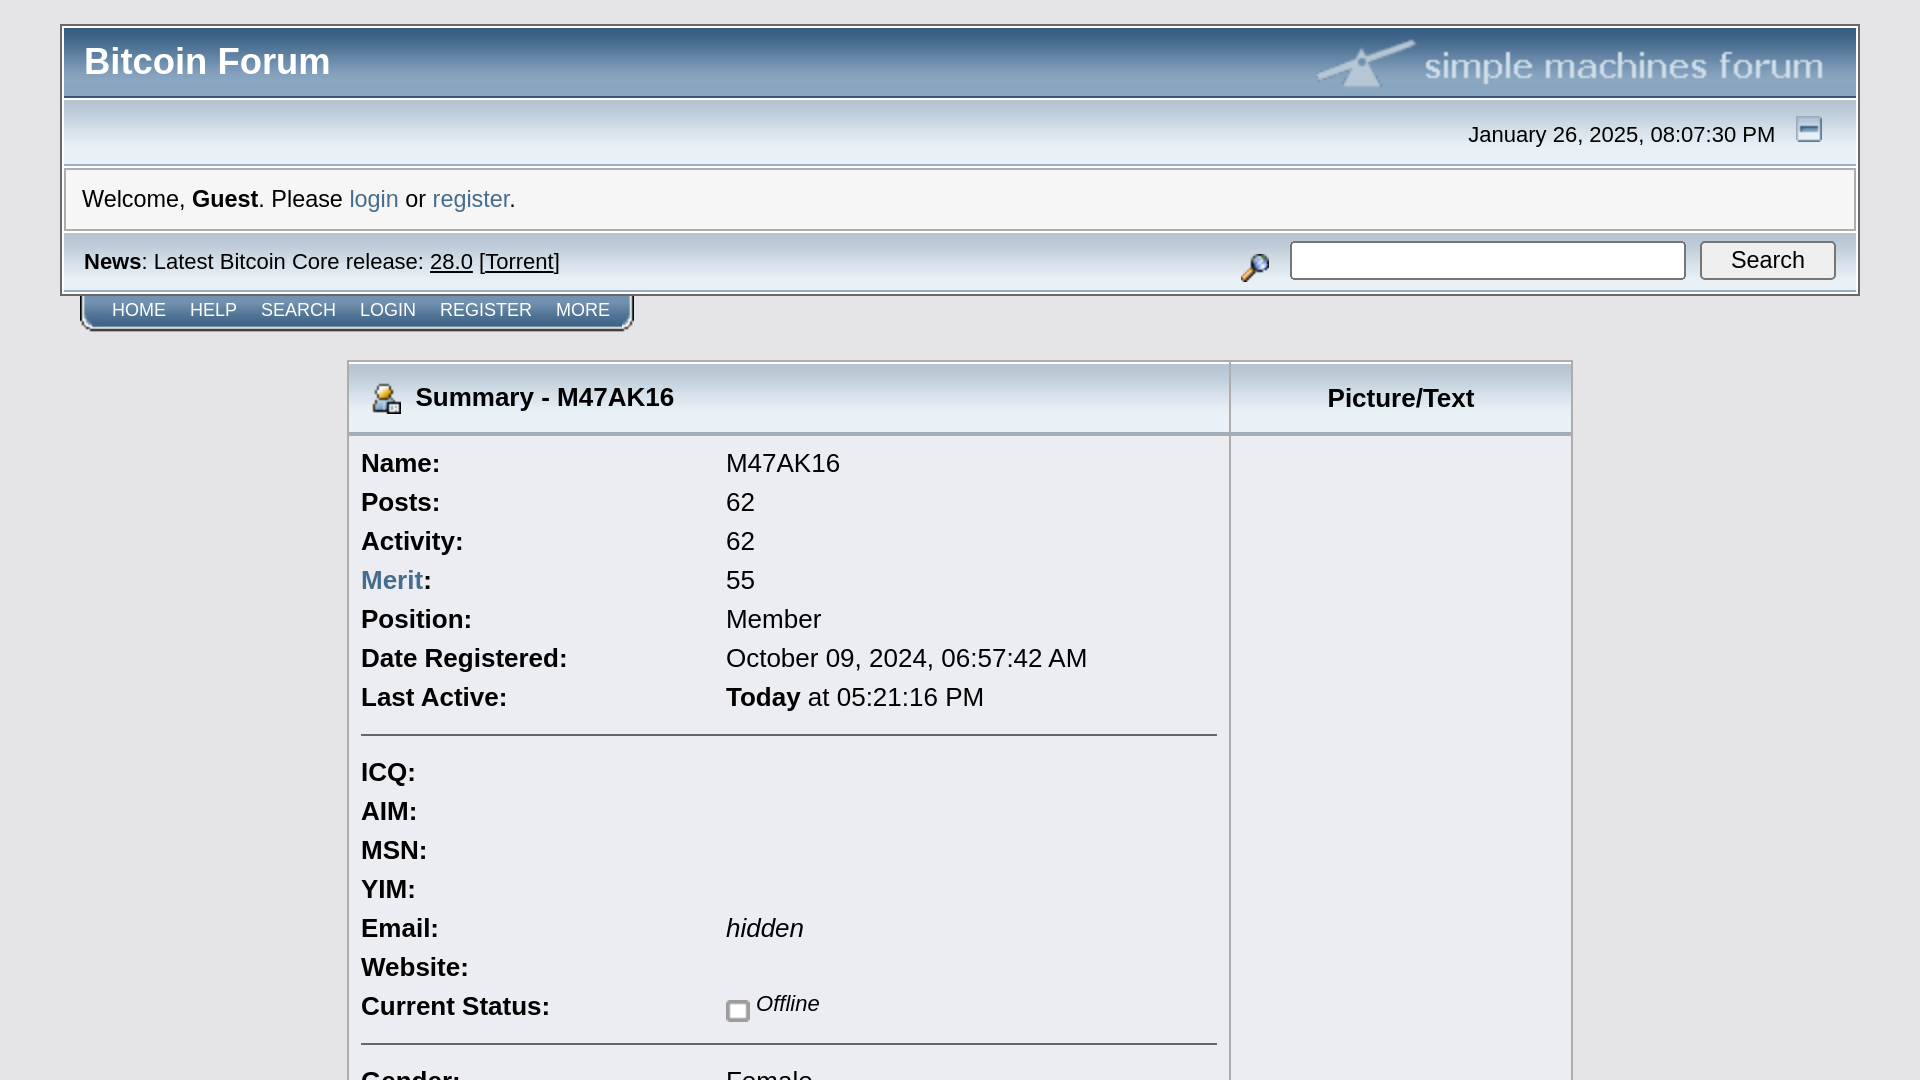 Bitcoin Forum
simple machines forum
January 26, 2025, 08:07:30 PM
Welcome, Guest. Please login or register.
News: Latest Bitcoin Core release: 28.0 [Torrent]
Search
HOME HELP SEARCH LOGIN REGISTER MORE
Summary - M47AK16
Picture/Text
Name: M47AK16
Posts: 62
Activity: 62
Merit: 55
Position: Member
Date Registered: October 09, 2024, 06:57:42 AM
Last Active: Today at 05:21:16 PM
ICQ:
AIM:
MSN:
YIM:
Email: hidden
Website:
Current Status: Offline
Gender: Female